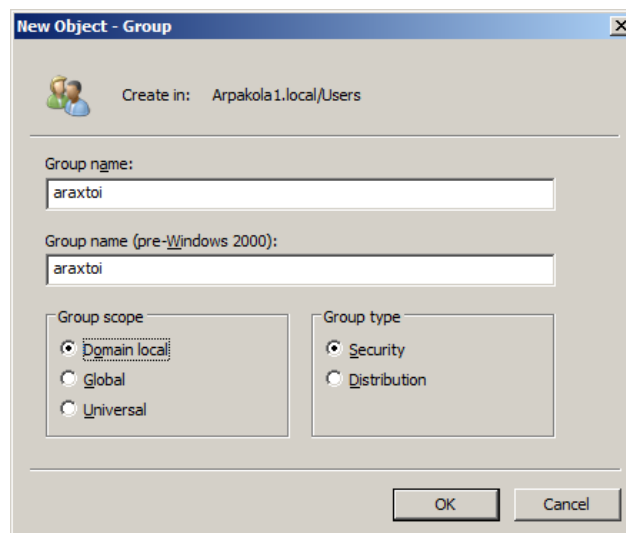 New Object - Group
Create in: Arpakola1.local/Users
Group name:
araxtoi
Group name (pre-Windows 2000):
araxtoi
Group scope
Domain local
Global
Universal
Group type
Security
Distribution
OK
Cancel